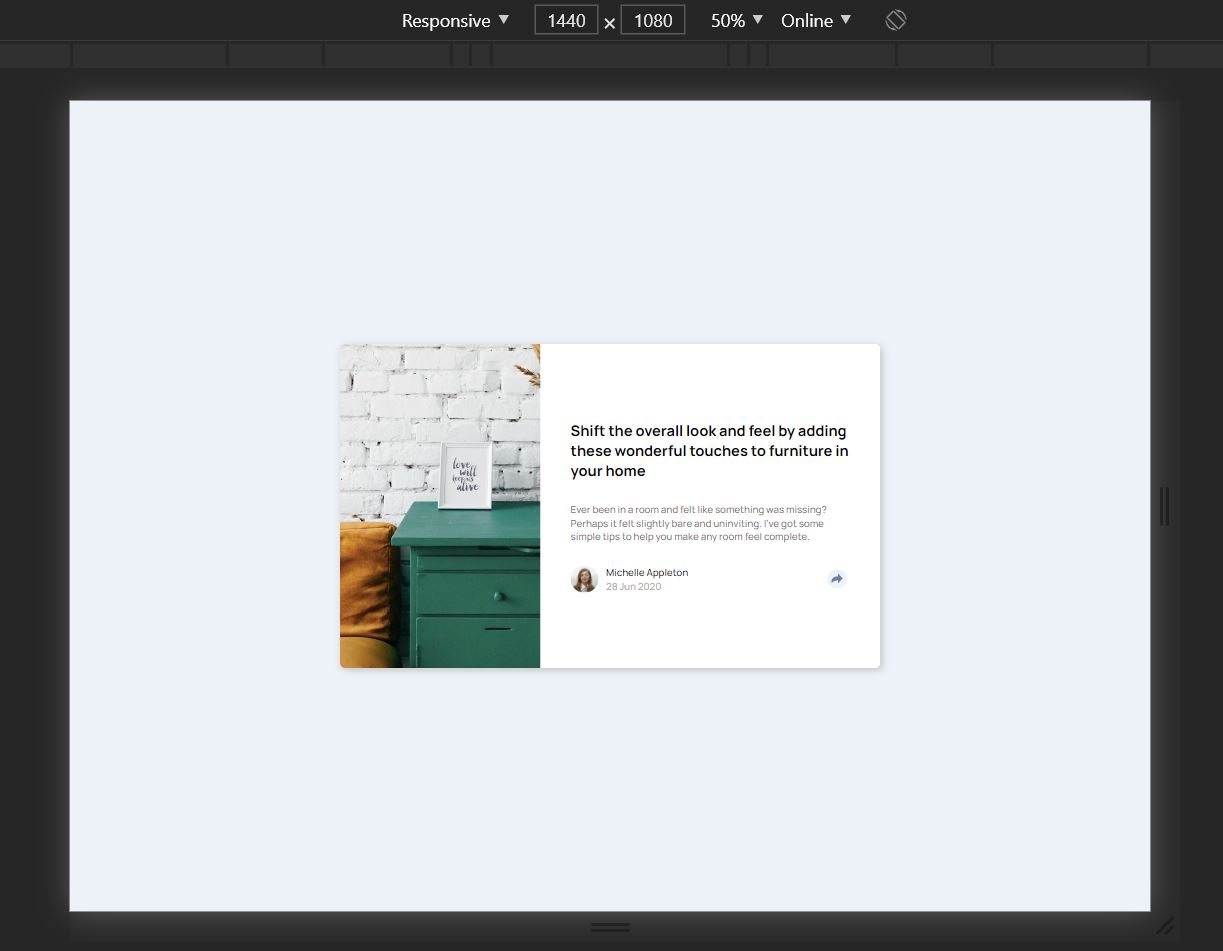 Responsive ▼ 1440 × 1080 50% ▼ Online ▼
love
will
keep us
alive
Shift the overall look and feel by adding
these wonderful touches to furniture in
your home
Ever been in a room and felt like something was missing?
Perhaps it felt slightly bare and uninviting. I've got some
simple tips to help you make any room feel complete.
Michelle Appleton
28 Jun 2020